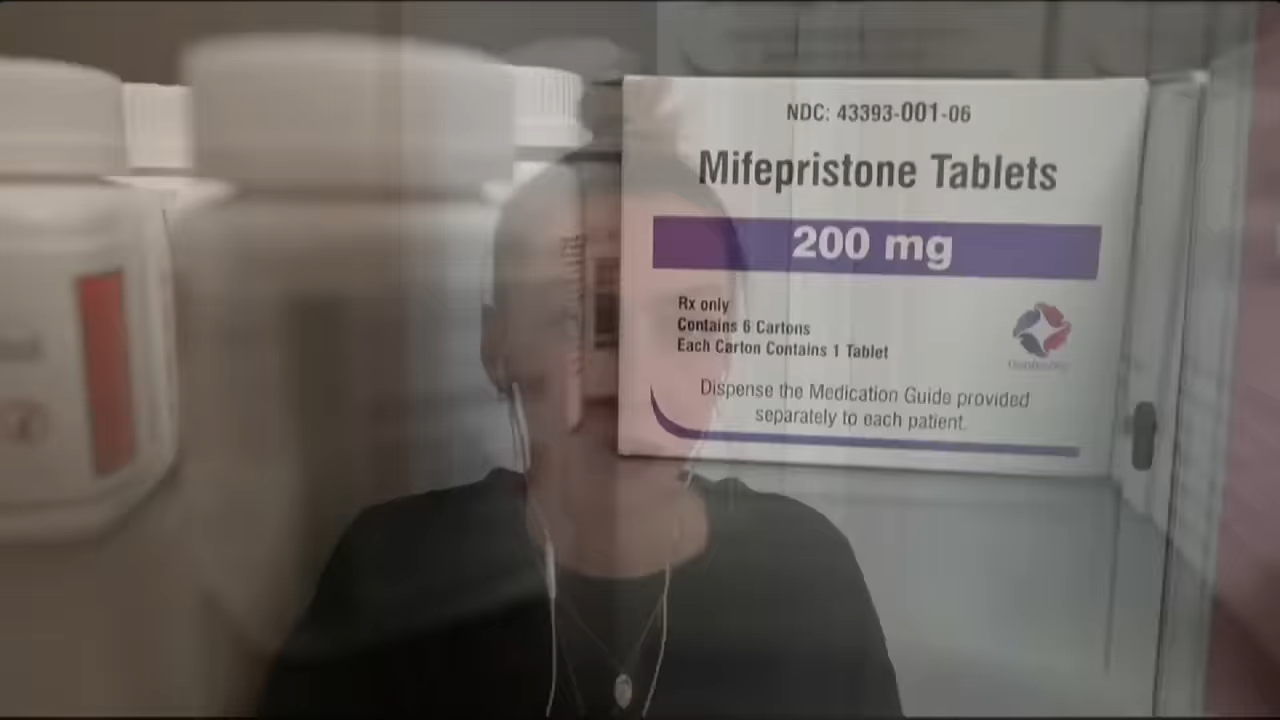 NDC: 43393-001-06
Mifepristone Tablets
200 mg
Rx only
Contains 6 Cartons
Each Carton Contains 1 Tablet
Dispense the Medication Guide provided
separately to each patient.